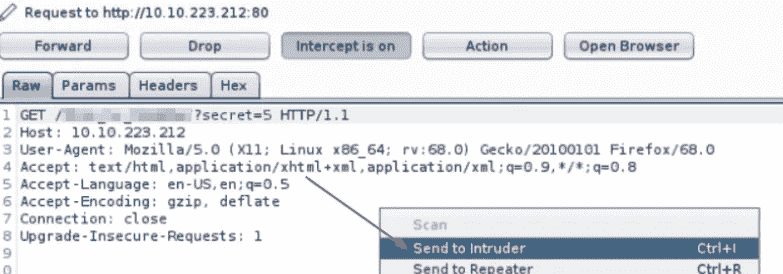 Request to http://10.10.223.212:80
Forward Drop Intercept is on Action Open Browser
Raw Params Headers Hex
1 GET / ?secret=5 HTTP/1.1
2 Host: 10.10.223.212
3 User-Agent: Mozilla/5.0 (X11; Linux x86_64; rv:68.0) Gecko/20100101 Firefox/68.0
4 Accept: text/html,application/xhtml+xml,application/xml;q=0.9,*/*;q=0.8
5 Accept-Language: en-US,en;q=0.5
6 Accept-Encoding: gzip, deflate
7 Connection: close
8 Upgrade-Insecure-Requests: 1
9
Scan
Send to Intruder Ctrl+I
0
Send to Repeater Ctrl+R